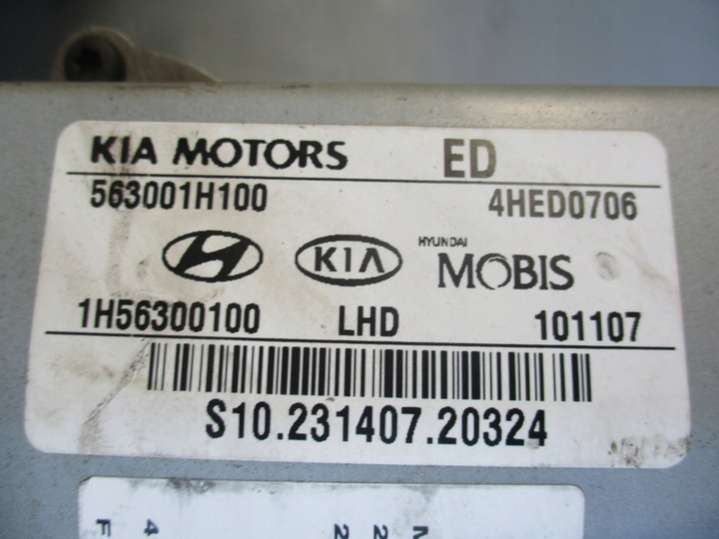 KIA MOTORS ED
563001H100 4HED0706
KIA HYUNDAI MOBIS
1H56300100 LHD 101107
S10.231407.20324